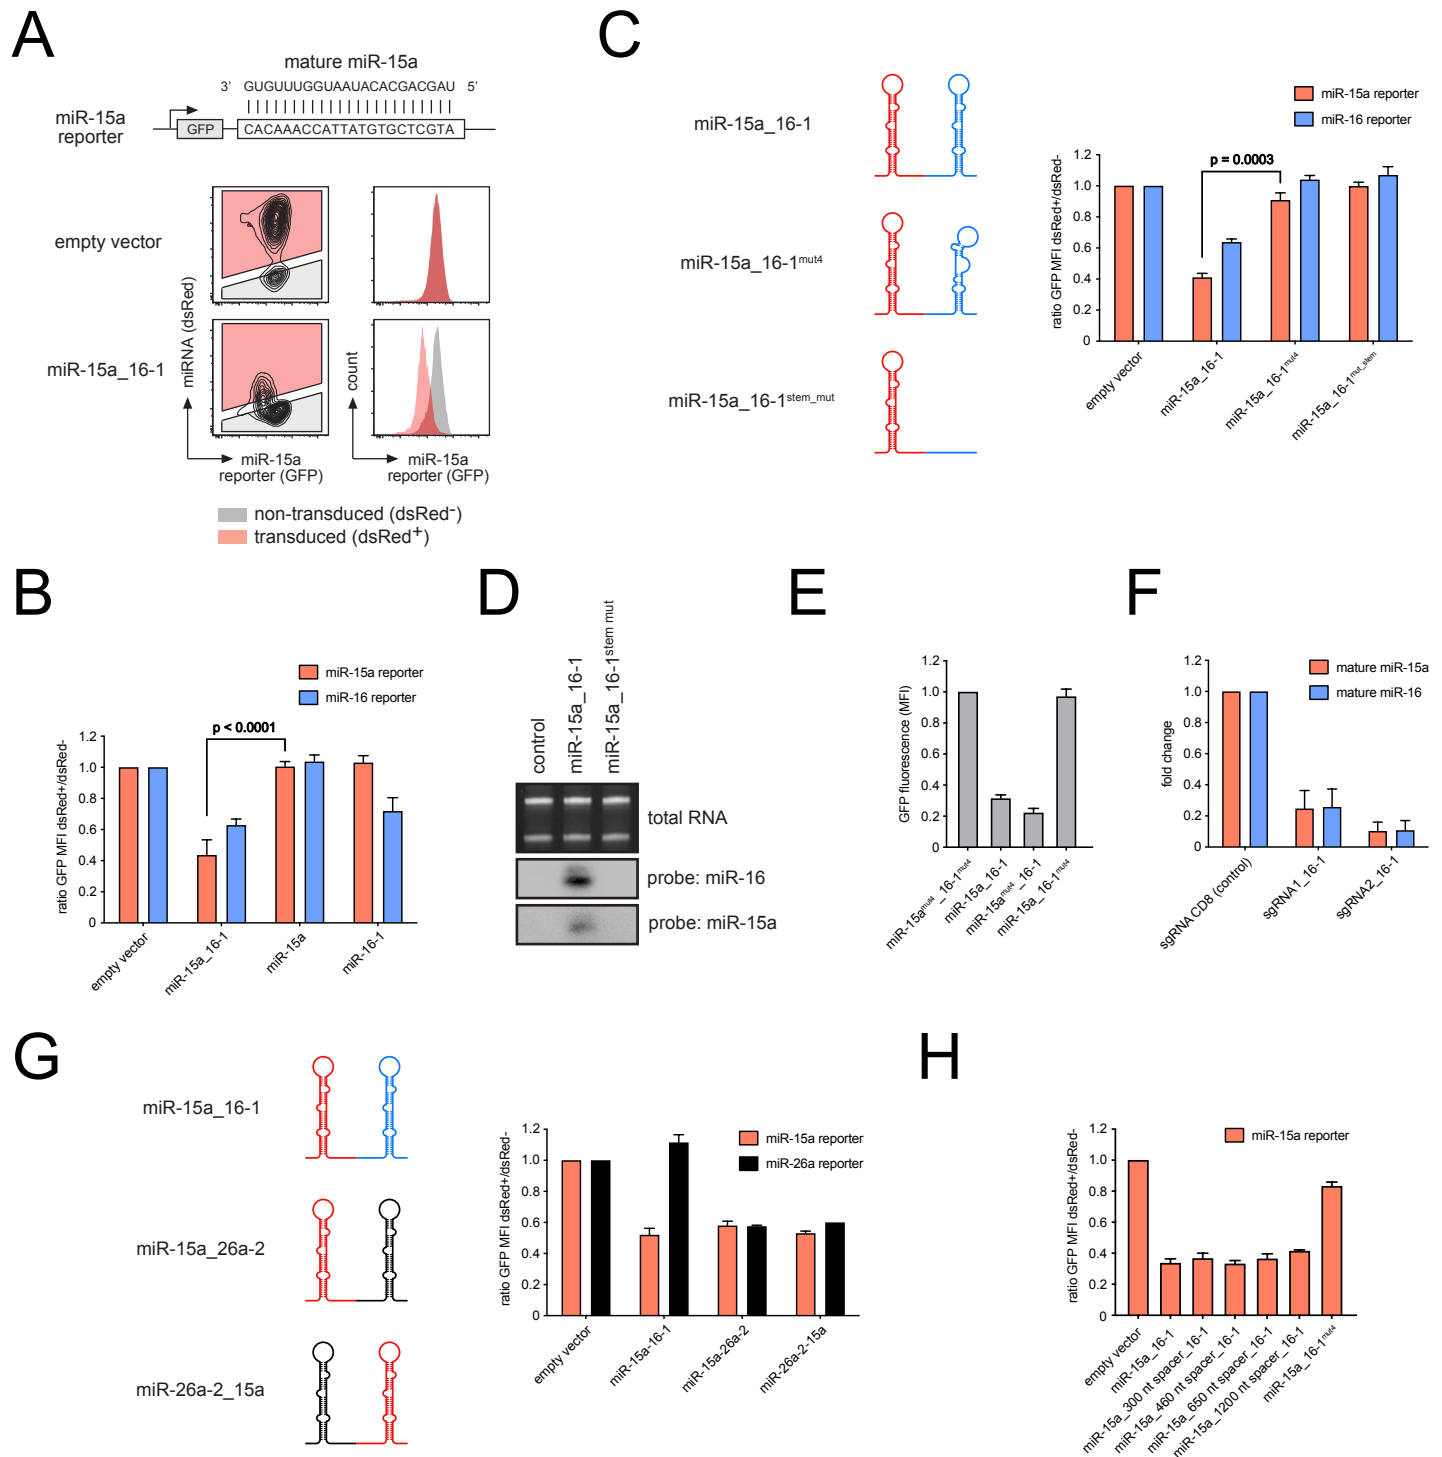 A
mature miR-15a
3' GUGUUUGGUAAUACACGACGAU 5'
miR-15a
reporter
GFP
CACAAACCATTATGTGCTCGTA
empty vector
miR-15a_16-1
miRNA (dsRed)
count
miR-15a
reporter (GFP)
miR-15a
reporter (GFP)
non-transduced (dsRed-)
transduced (dsRed+)
C
miR-15a_16-1
miR-15a_16-1mut4
miR-15a_16-1stem_mut
miR-15a reporter
miR-16 reporter
p = 0.0003
ratio GFP MFI dsRed+/dsRed-
1.2
1.0
0.8
0.6
0.4
0.2
0
empty vector
miR-15a_16-1
miR-15a_16-1mut4
miR-15a_16-1mut_stem
B
miR-15a reporter
miR-16 reporter
p < 0.0001
ratio GFP MFI dsRed+/dsRed-
1.2
1.0
0.8
0.6
0.4
0.2
0
empty vector
miR-15a_16-1
miR-15a
miR-16-1
D
control
miR-15a_16-1
miR-15a_16-1stem mut
total RNA
probe: miR-16
probe: miR-15a
E
GFP fluorescence (MFI)
1.2
1.0
0.8
0.6
0.4
0.2
0
miR-15amut4_16-1mut4
miR-15a_16-1
miR-15amut4_16-1
miR-15a_16-1mut4
F
mature miR-15a
mature miR-16
fold change
1.2
1.0
0.8
0.6
0.4
0.2
0
sgRNA CD8 (control)
sgRNA1_16-1
sgRNA2_16-1
G
miR-15a_16-1
miR-15a_26a-2
miR-26a-2_15a
miR-15a reporter
miR-26a reporter
ratio GFP MFI dsRed+/dsRed-
1.2
1.0
0.8
0.6
0.4
0.2
0
empty vector
miR-15a-16-1
miR-15a-26a-2
miR-26a-2-15a
H
miR-15a reporter
ratio GFP MFI dsRed+/dsRed-
1.2
1.0
0.8
0.6
0.4
0.2
0
empty vector
miR-15a_16-1
miR-15a_300 nt spacer_16-1
miR-15a_460 nt spacer_16-1
miR-15a_650 nt spacer_16-1
miR-15a_1200 nt spacer_16-1
miR-15a_16-1mut4